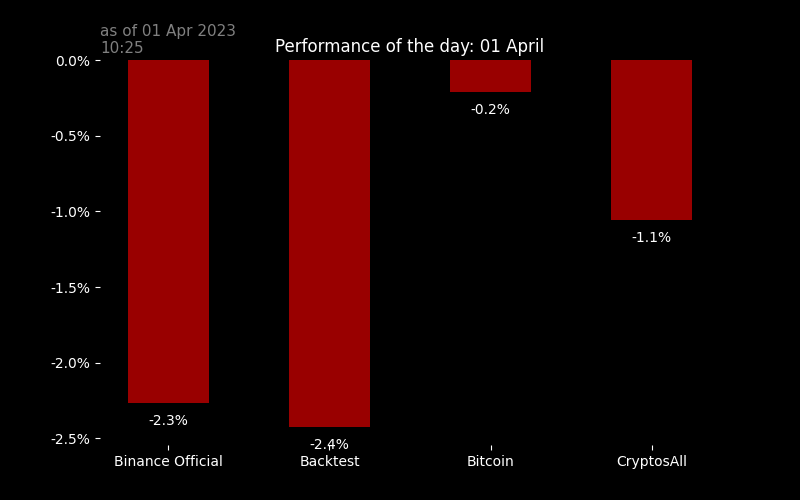 as of 01 Apr 2023
10:25
Performance of the day: 01 April
0.0%
-0.5%
-1.0%
-1.5%
-2.0%
-2.5%
-2.3%
-2.4%
-0.2%
-1.1%
Binance Official
Backtest
Bitcoin
CryptosAll